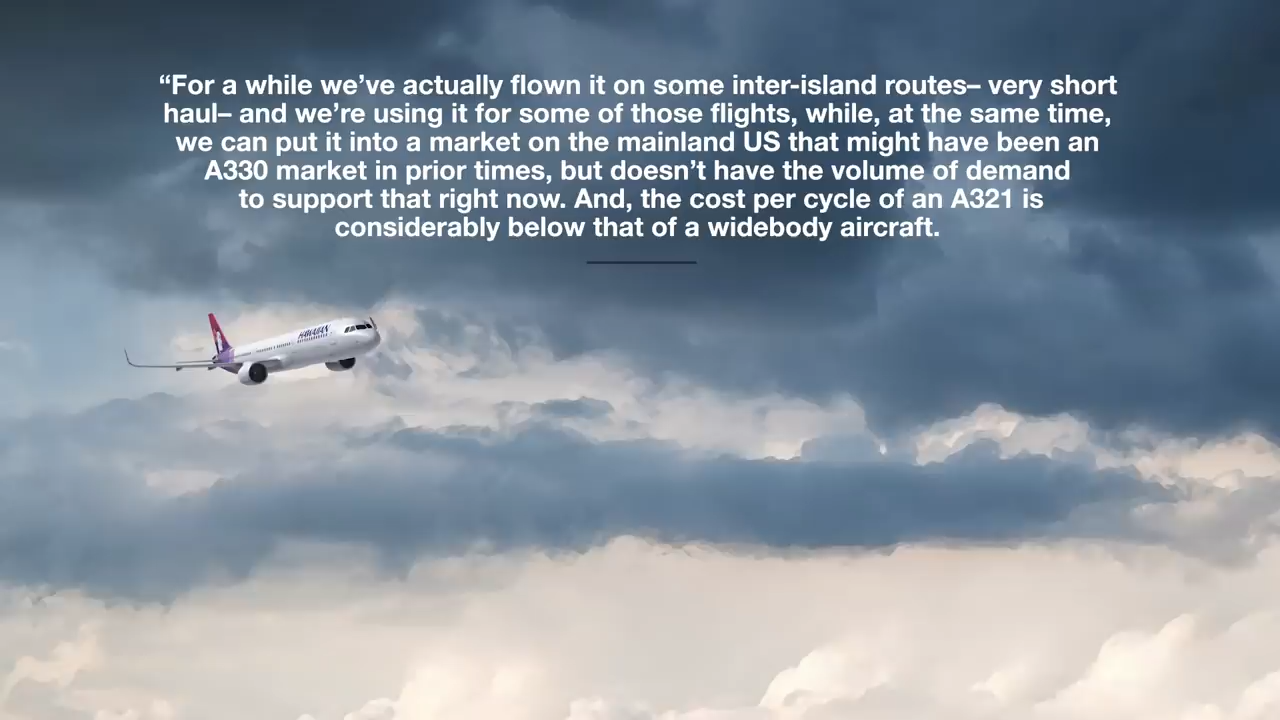 “For a while we’ve actually flown it on some inter-island routes– very short
haul– and we’re using it for some of those flights, while, at the same time,
we can put it into a market on the mainland US that might have been an
A330 market in prior times, but doesn’t have the volume of demand
to support that right now. And, the cost per cycle of an A321 is
considerably below that of a widebody aircraft.
HAWAIIAN